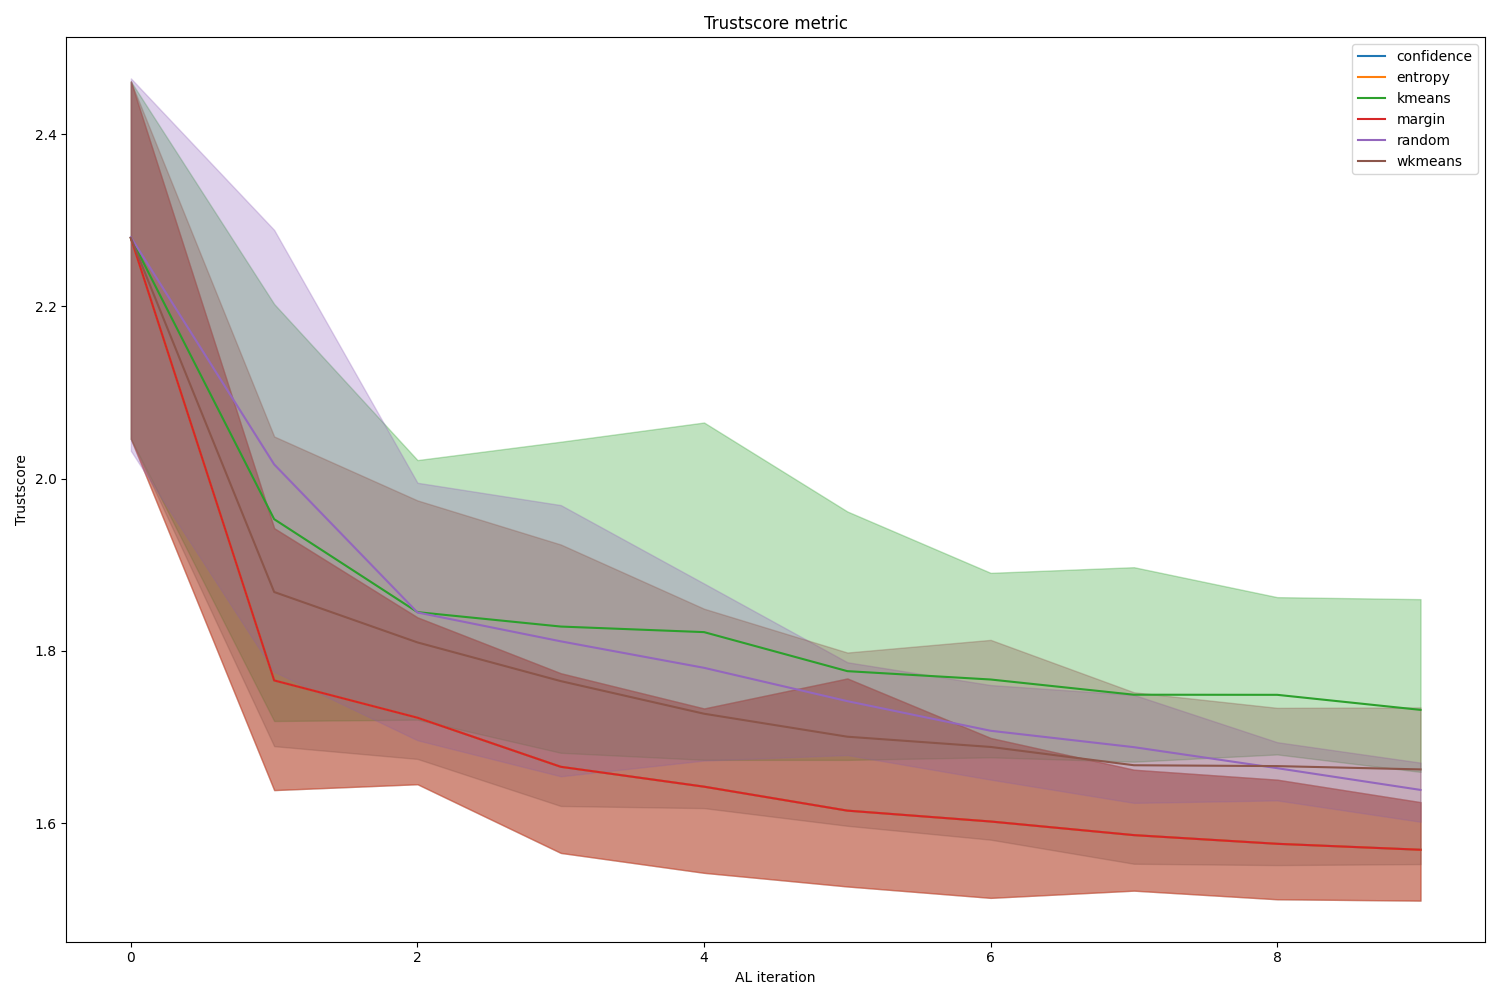 Trustscore metric
confidence
entropy
kmeans
margin
random
wkmeans
2.4
2.2
2.0
1.8
1.6
Trustscore
0
2
4
6
8
AL iteration